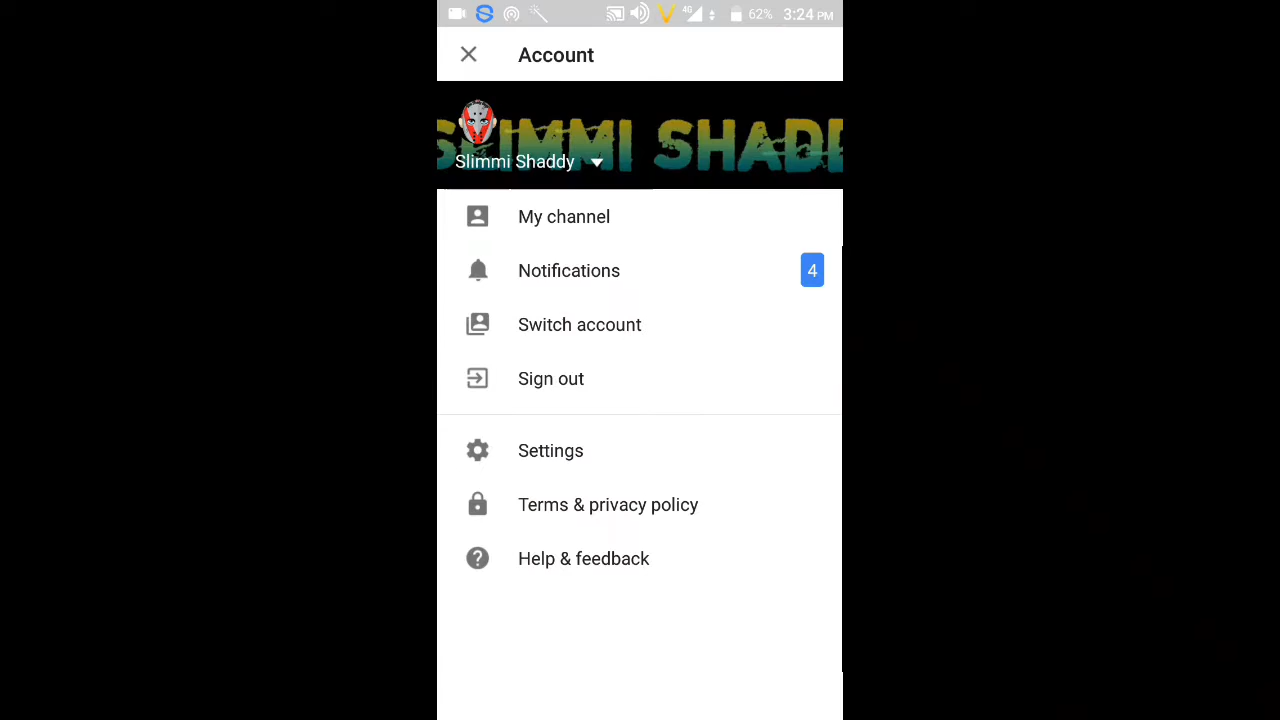 4G 62% 3:24 PM
Account
SLIMMI SHADD
Slimmi Shaddy
My channel
Notifications 4
Switch account
Sign out
Settings
Terms & privacy policy
Help & feedback